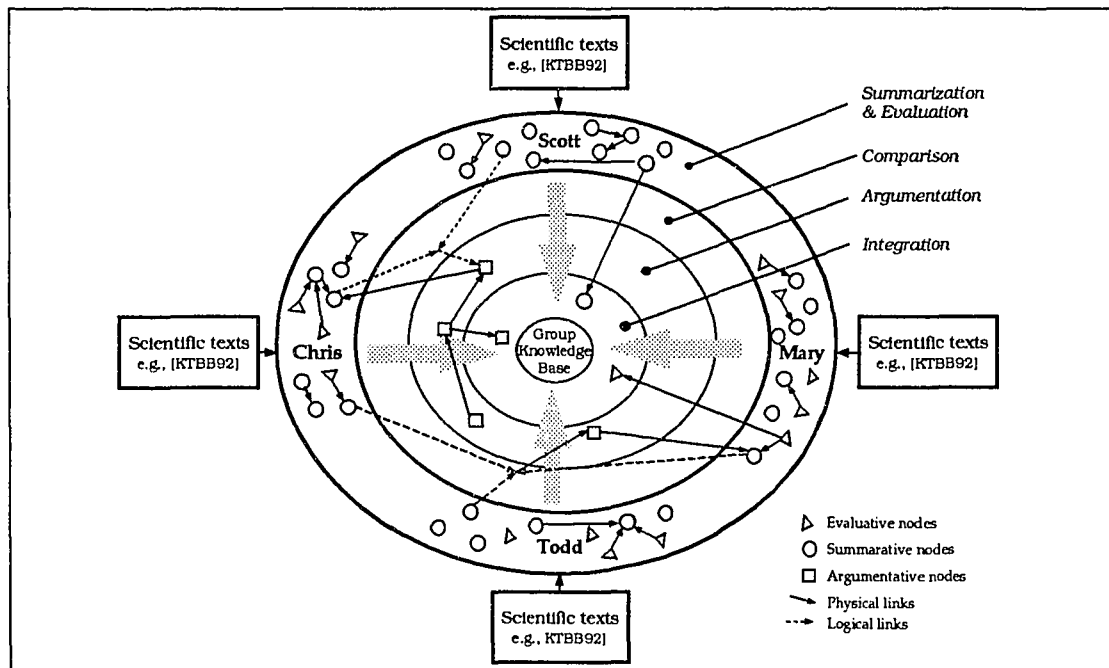 Scientific texts
e.g., [KTBB92]
Summarization
& Evaluation
Scott
Comparison
Argumentation
Integration
Scientific texts
e.g., [KTBB92]
Chris
Group
Knowledge
Base
Mary
Scientific texts
e.g., [KTBB92]
Todd
Evaluative nodes
Summarative nodes
Argumentative nodes
Physical links
Logical links
Scientific texts
e.g., KTBB92]